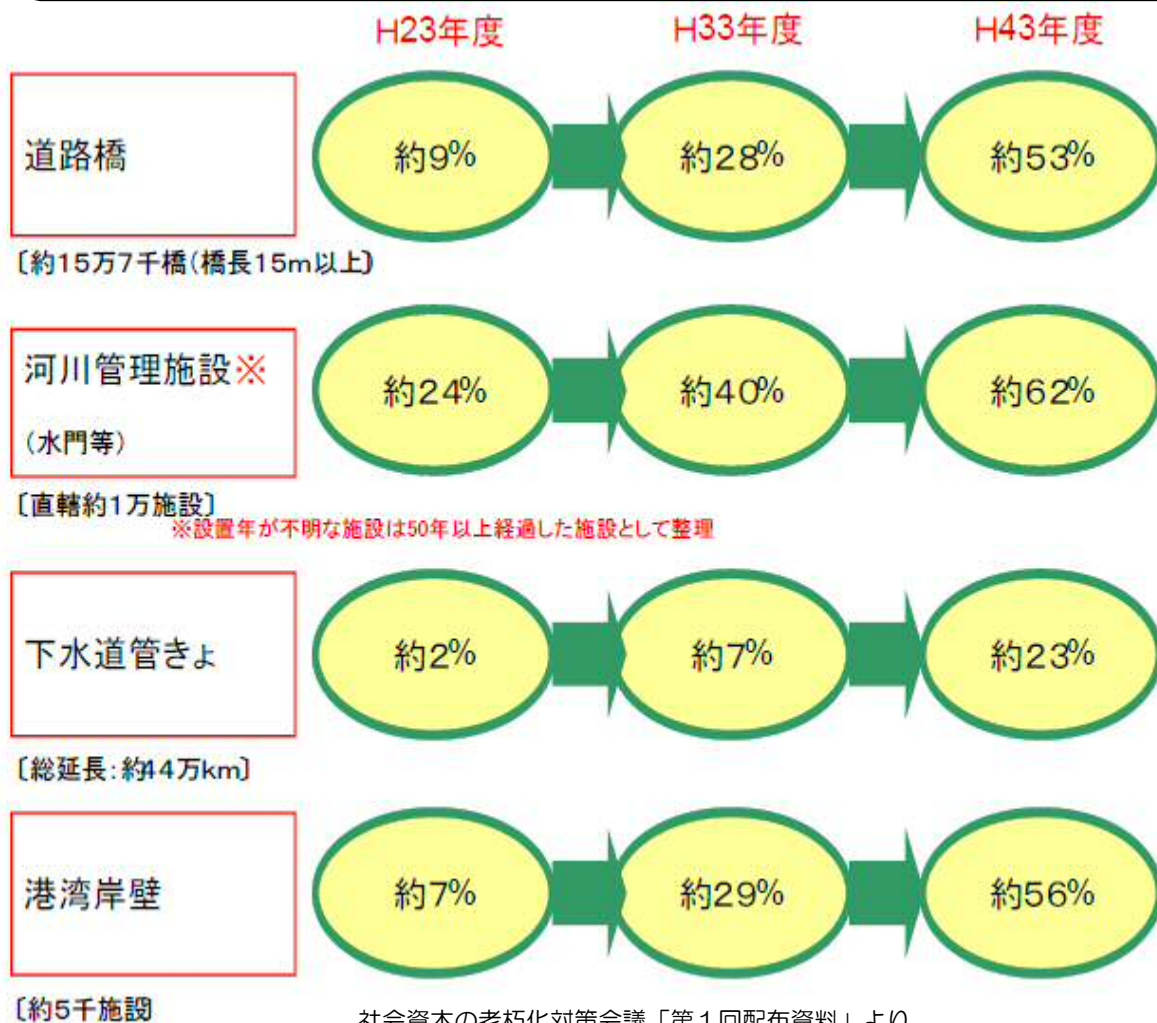 H23年度 H33年度 H43年度
道路橋 約9% 約28% 約53%
〔約15万7千橋(橋長15m以上)〕
河川管理施設※
(水門等)
約24% 約40% 約62%
〔直轄約1万施設〕
※設置年が不明な施設は50年以上経過した施設として整理
下水道管きょ 約2% 約7% 約23%
〔総延長:約44万km〕
港湾岸壁 約7% 約29% 約56%
〔約5千施設〕
社会資本の老朽化対策会議「第1回配布資料」より